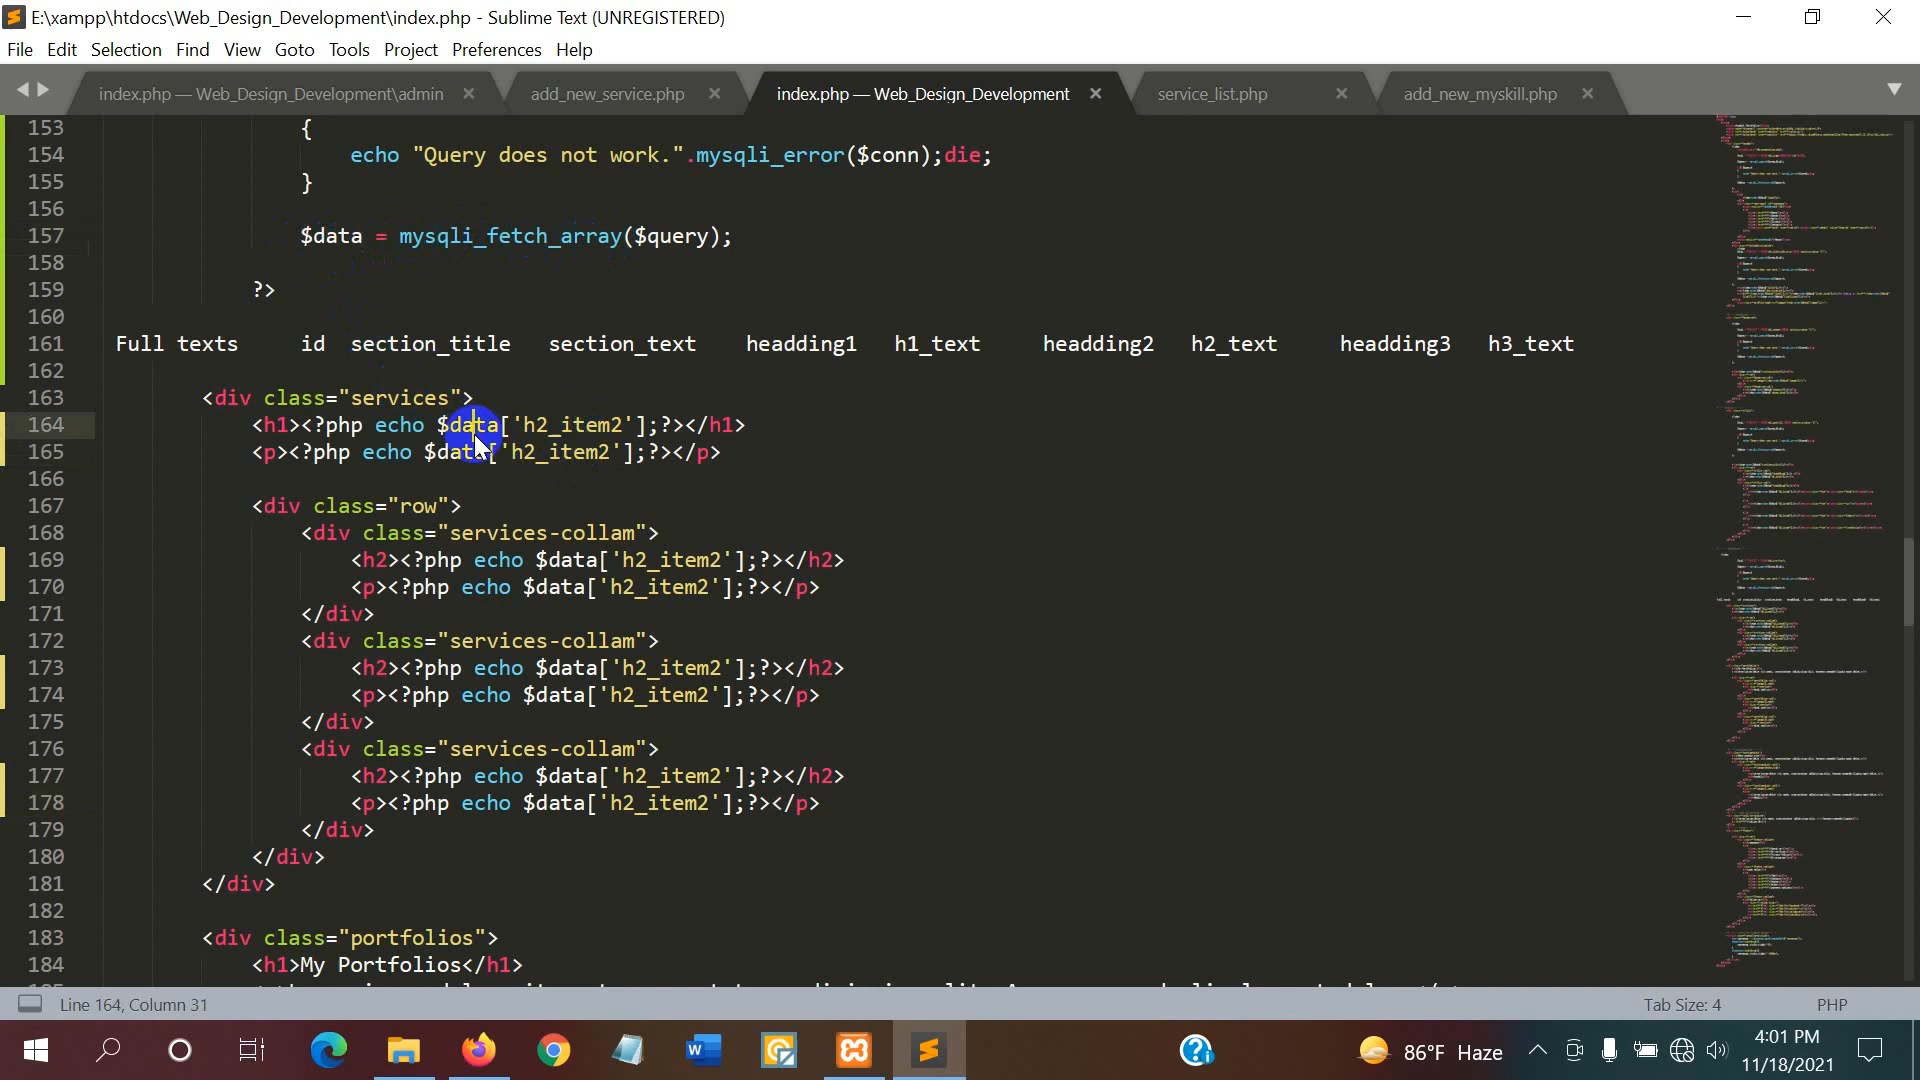 E:\xampp\htdocs\Web_Design_Development\index.php - Sublime Text (UNREGISTERED)
File Edit Selection Find View Goto Tools Project Preferences Help
index.php — Web_Design_Development\admin add_new_service.php index.php — Web_Design_Development service_list.php add_new_myskill.php
153 {
154 echo "Query does not work.".mysqli_error($conn);die;
155 }
156
157 $data = mysqli_fetch_array($query);
158
159 ?>
160
161 Full texts id section_title section_text headding1 h1_text headding2 h2_text headding3 h3_text
162
163 <div class="services">
164 <h1><?php echo $data['h2_item2'];?></h1>
165 <p><?php echo $data['h2_item2'];?></p>
166
167 <div class="row">
168 <div class="services-collam">
169 <h2><?php echo $data['h2_item2'];?></h2>
170 <p><?php echo $data['h2_item2'];?></p>
171 </div>
172 <div class="services-collam">
173 <h2><?php echo $data['h2_item2'];?></h2>
174 <p><?php echo $data['h2_item2'];?></p>
175 </div>
176 <div class="services-collam">
177 <h2><?php echo $data['h2_item2'];?></h2>
178 <p><?php echo $data['h2_item2'];?></p>
179 </div>
180 </div>
181 </div>
182
183 <div class="portfolios">
184 <h1>My Portfolios</h1>
Line 164, Column 31 Tab Size: 4 PHP
86°F Haze
4:01 PM
11/18/2021